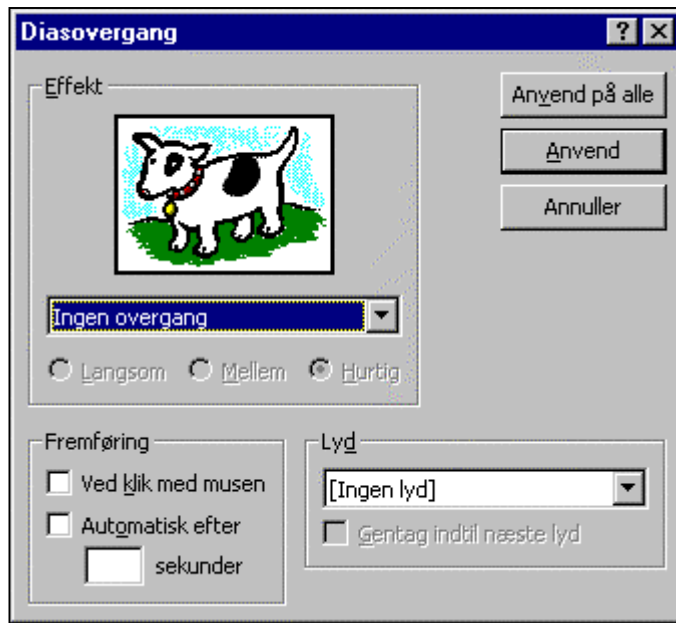 Diasovergang
Effekt
Ingen overgang
Langsom Mellem Hurtig
Anvend på alle
Anvend
Annuller
Fremføring
Ved klik med musen
Automatisk efter
sekunder
Lyd
[Ingen lyd]
Gentag indtil næste lyd